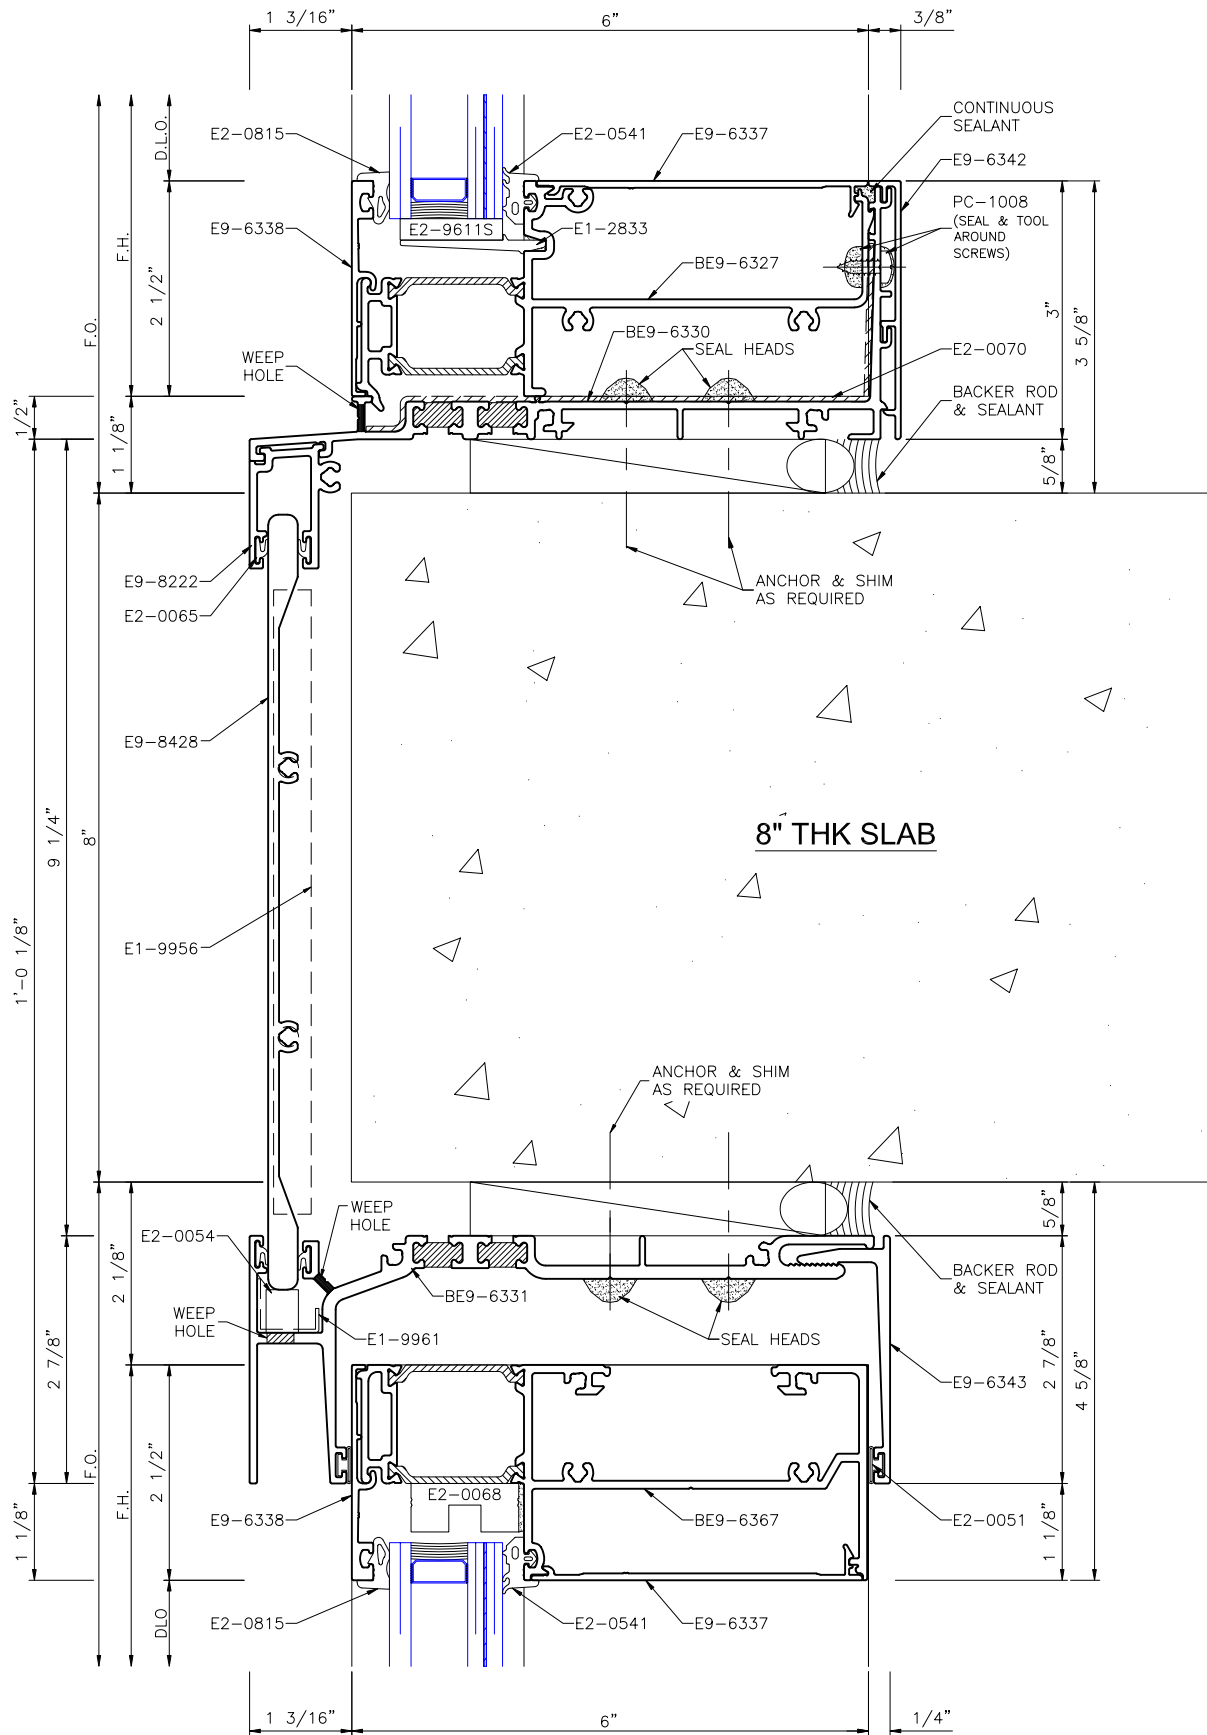 1 3/16"
6"
3/8"
CONTINUOUS
SEALANT
E2-0815
E2-0541
E9-6337
E9-6342
D.L.O.
PC-1008
(SEAL & TOOL
AROUND
SCREWS)
E9-6338
E2-9611S
E1-2833
F.H.
2 1/2"
BE9-6327
F.O.
3"
3 5/8"
BE9-6330
SEAL HEADS
E2-0070
WEEP
HOLE
BACKER ROD
& SEALANT
1/2"
1 1/8"
5/8"
E9-8222
E2-0065
ANCHOR & SHIM
AS REQUIRED
E9-8428
8" THK SLAB
9 1/4"
8"
1'-0 1/8"
E1-9956
ANCHOR & SHIM
AS REQUIRED
WEEP
HOLE
E2-0054
5/8"
2 1/8"
BACKER ROD
& SEALANT
BE9-6331
WEEP
HOLE
E1-9961
SEAL HEADS
2 7/8"
2 7/8"
E9-6343
4 5/8"
F.O.
2 1/2"
F.H.
E2-0068
E9-6338
BE9-6367
E2-0051
1 1/8"
1 1/8"
E2-0815
E2-0541
E9-6337
DLO
1 3/16"
6"
1/4"